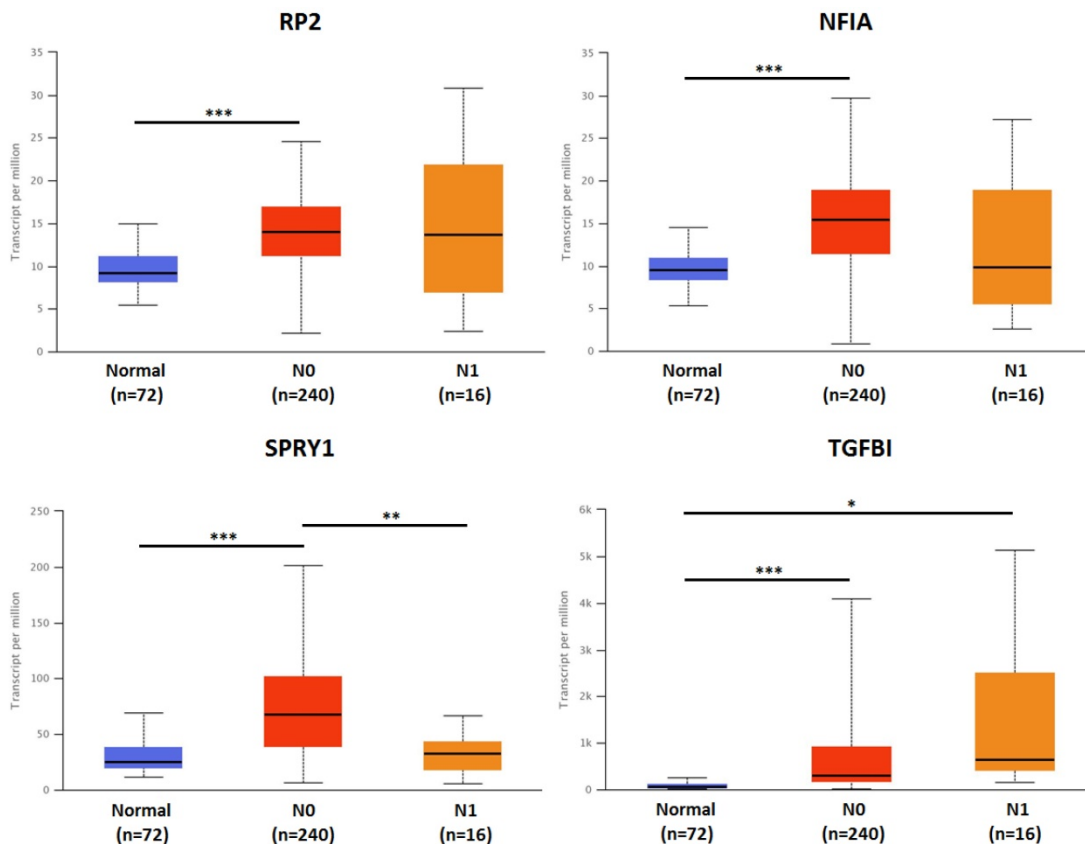 RP2
Transcript per million
35
30
25
20
15
10
5
0
***
Normal
(n=72)
N0
(n=240)
N1
(n=16)
NFIA
Transcript per million
35
30
25
20
15
10
5
0
***
Normal
(n=72)
N0
(n=240)
N1
(n=16)
SPRY1
Transcript per million
250
200
150
100
50
0
***
**
Normal
(n=72)
N0
(n=240)
N1
(n=16)
TGFBI
Transcript per million
6k
5k
4k
3k
2k
1k
0
*
***
Normal
(n=72)
N0
(n=240)
N1
(n=16)